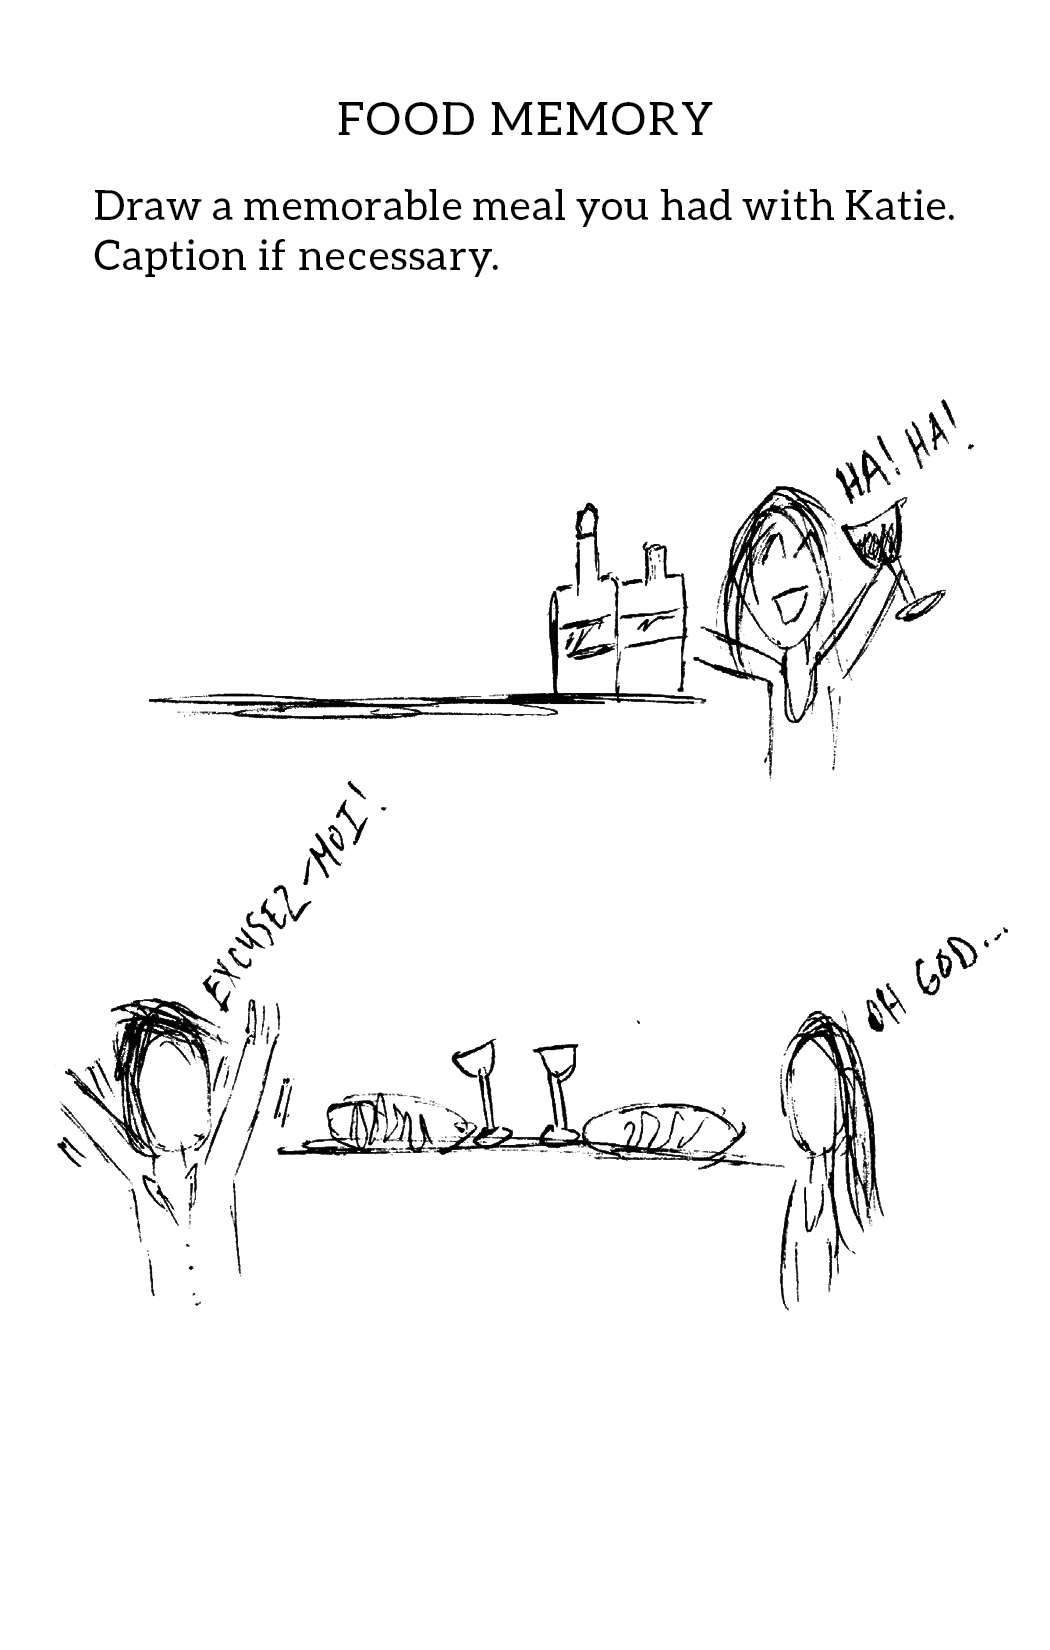 FOOD MEMORY
Draw a memorable meal you had with Katie.
Caption if necessary.
HA! HA!
EXCUSEZ-MOI!
OH GOD...